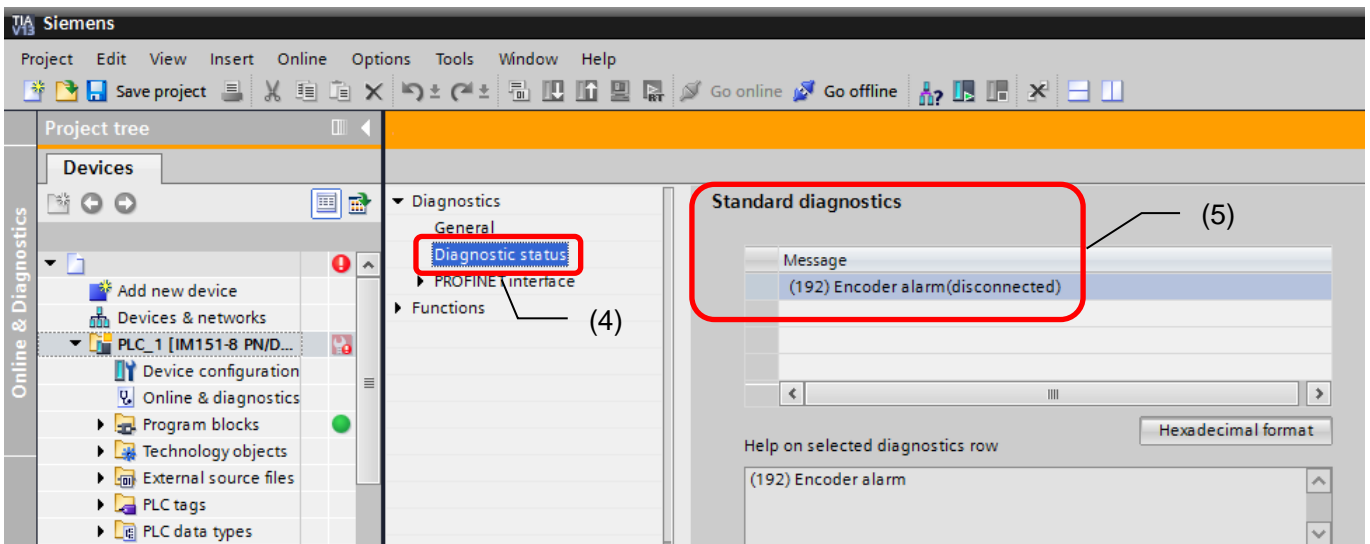 TIA V13 Siemens
Project Edit View Insert Online Options Tools Window Help
Save project Go online Go offline
Project tree
Devices
Online & Diagnostics
Add new device
Devices & networks
PLC_1 [IM151-8 PN/D...
Device configuration
Online & diagnostics
Program blocks
Technology objects
External source files
PLC tags
PLC data types
Diagnostics
General
Diagnostic status
PROFINET interface
Functions
(4)
Standard diagnostics
(5)
Message
(192) Encoder alarm(disconnected)
Hexadecimal format
Help on selected diagnostics row
(192) Encoder alarm